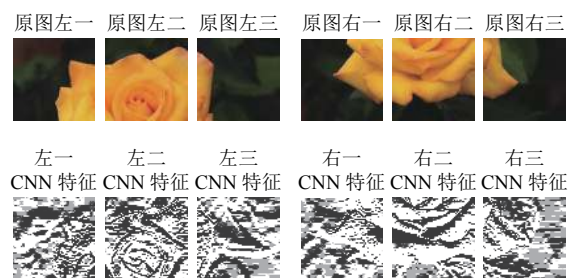 原图左一 原图左二 原图左三 原图右一 原图右二 原图右三
左一 左二 左三 右一 右二 右三
CNN 特征 CNN 特征 CNN 特征 CNN 特征 CNN 特征 CNN 特征